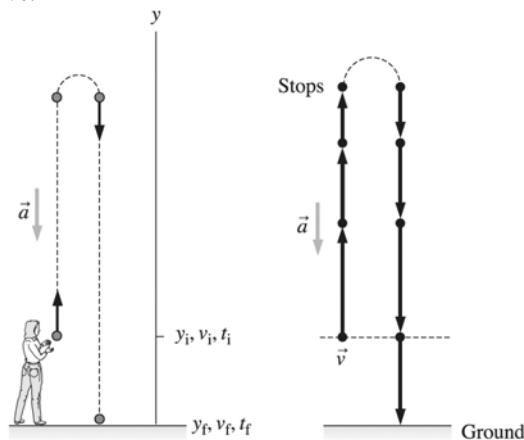 y
Stops
a⃗
a⃗
yi, vi, ti
v⃗
yf, vf, tf
Ground